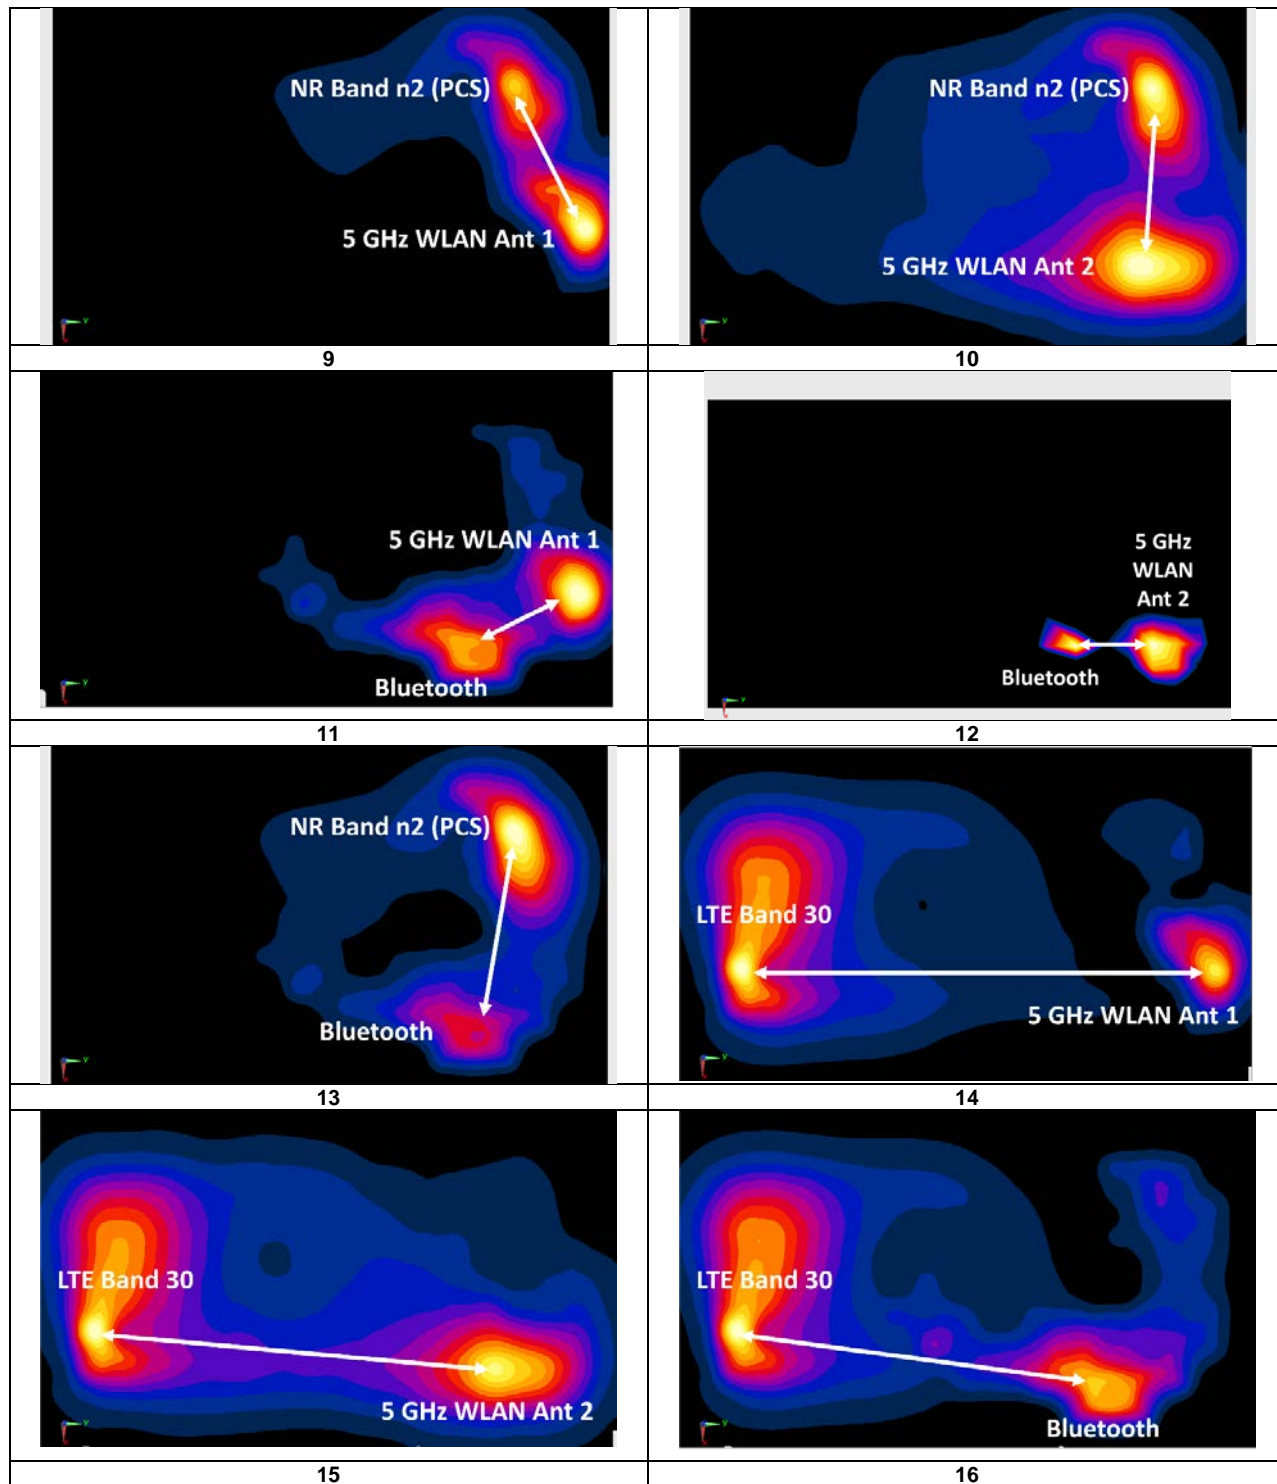 NR Band n2 (PCS)
5 GHz WLAN Ant 1
9
NR Band n2 (PCS)
5 GHz WLAN Ant 2
10
5 GHz WLAN Ant 1
Bluetooth
11
5 GHz
WLAN
Ant 2
Bluetooth
12
NR Band n2 (PCS)
Bluetooth
13
LTE Band 30
5 GHz WLAN Ant 1
14
LTE Band 30
5 GHz WLAN Ant 2
15
LTE Band 30
Bluetooth
16